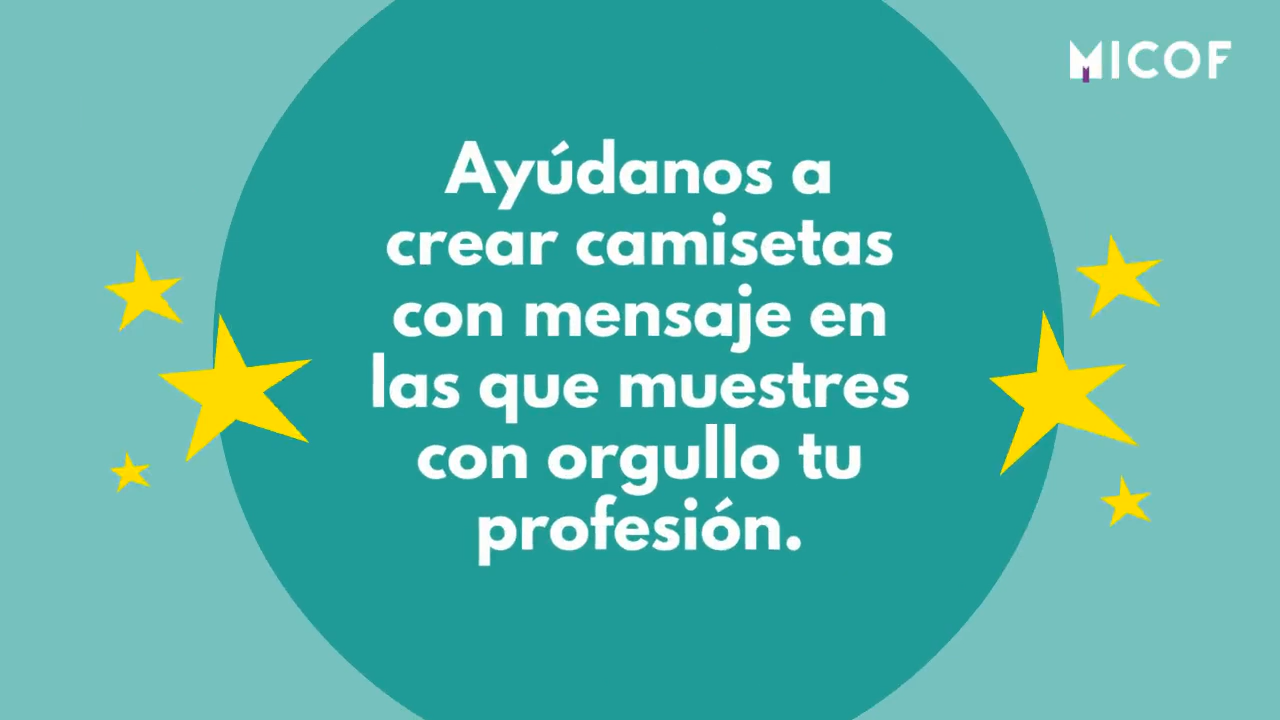 MICOF
Ayúdanos a
crear camisetas
con mensaje en
las que muestres
con orgullo tu
profesión.